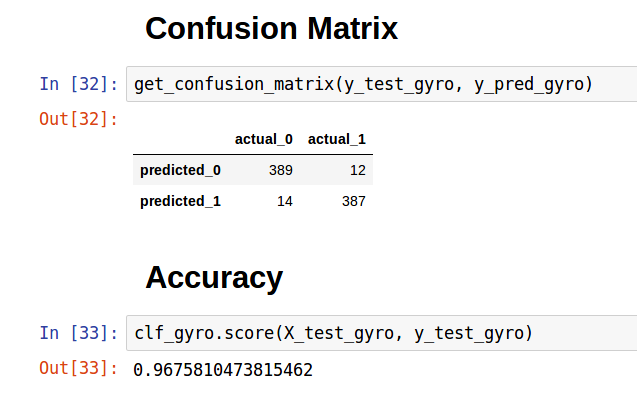 Confusion Matrix
In [32]: get_confusion_matrix(y_test_gyro, y_pred_gyro)
Out[32]:
actual_0 actual_1
predicted_0 389 12
predicted_1 14 387
Accuracy
In [33]: clf_gyro.score(X_test_gyro, y_test_gyro)
Out[33]: 0.9675810473815462